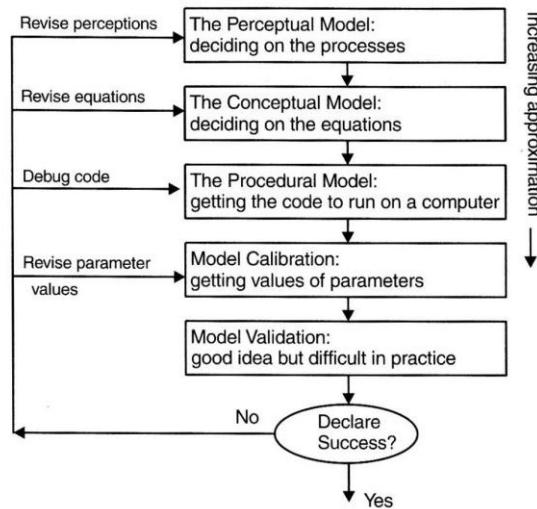 Revise perceptions
The Perceptual Model:
deciding on the processes
Revise equations
The Conceptual Model:
deciding on the equations
Debug code
The Procedural Model:
getting the code to run on a computer
Revise parameter
values
Model Calibration:
getting values of parameters
Model Validation:
good idea but difficult in practice
No
Declare
Success?
Yes
Increasing approximation